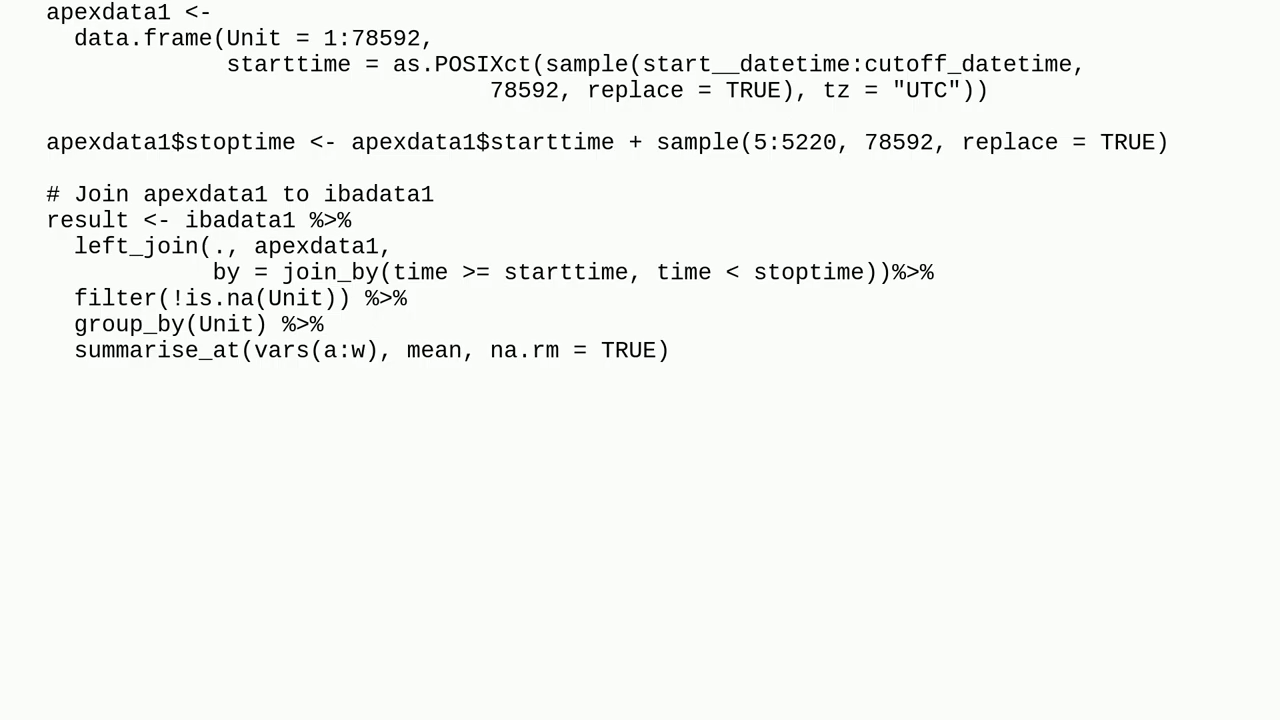 apexdata1 <-
  data.frame(Unit = 1:78592,
             starttime = as.POSIXct(sample(start__datetime:cutoff_datetime,
                                78592, replace = TRUE), tz = "UTC"))

apexdata1$stoptime <- apexdata1$starttime + sample(5:5220, 78592, replace = TRUE)

# Join apexdata1 to ibadata1
result <- ibadata1 %>%
  left_join(., apexdata1,
            by = join_by(time >= starttime, time < stoptime))%>%
  filter(!is.na(Unit)) %>%
  group_by(Unit) %>%
  summarise_at(vars(a:w), mean, na.rm = TRUE)